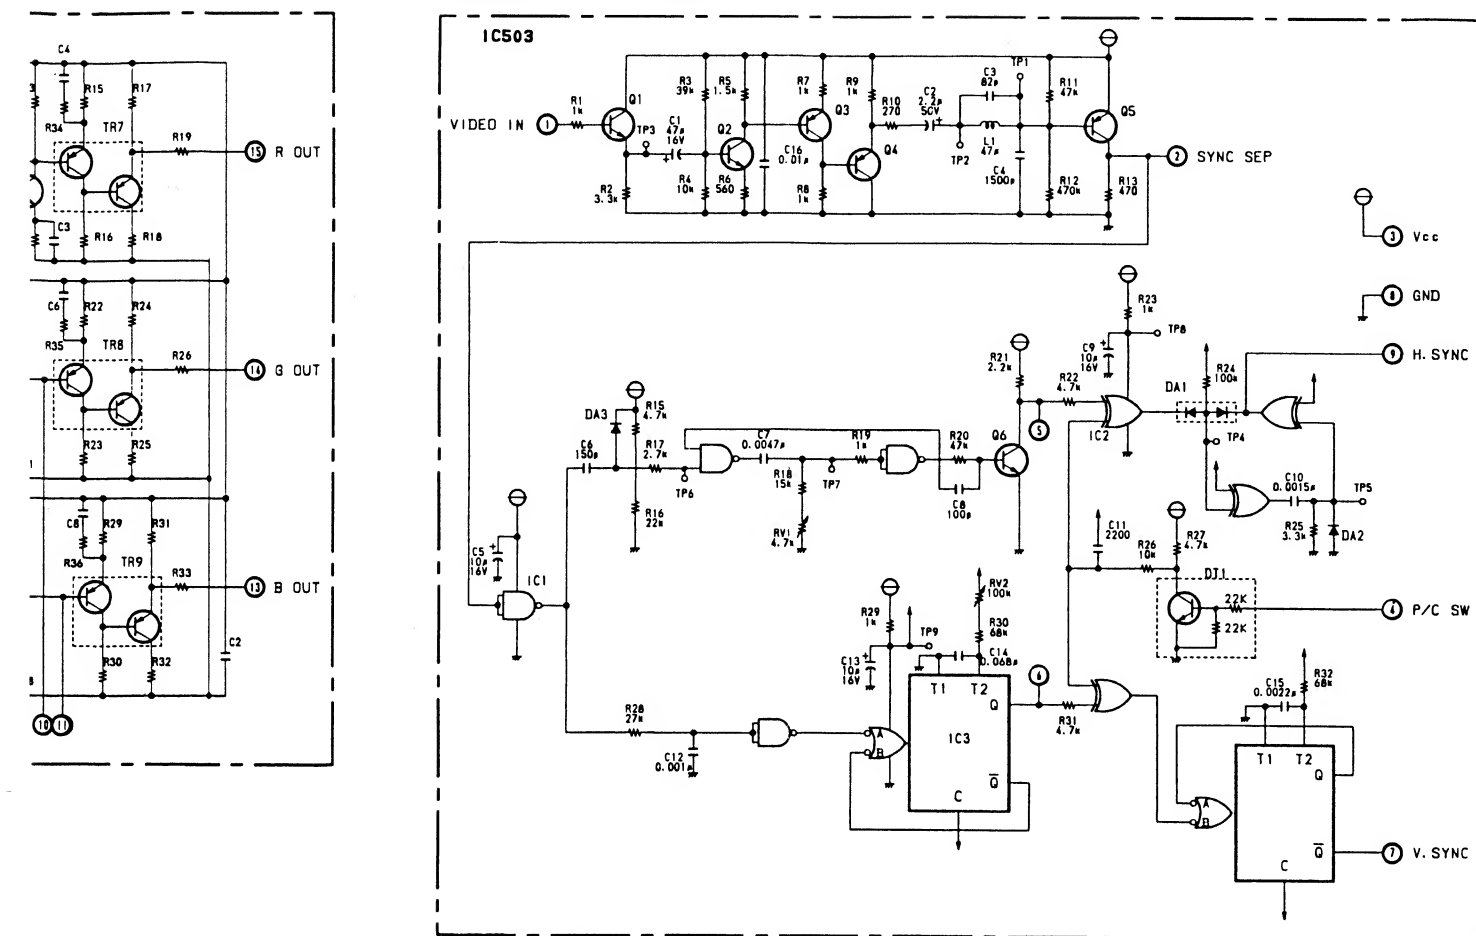 C4
3
R15
R17
R34
TR7
R19
15 R OUT
C3
R16
R18
C6
R22
R24
R35
TR8
R26
14 G OUT
R23
R25
C8
R29
R31
R36
TR9
R33
13 B OUT
R30
R32
C2
10 11
IC503
VIDEO IN 1
R1
1k
Q1
TP3
C1
47μ
16V
R2
3.3k
R3
39k
R4
10k
R5
1.5k
Q2
R6
560
C16
0.01μ
R7
1k
Q3
R8
1k
R9
1k
Q4
R10
270
C2
2.2μ
50V
C3
82p
TP1
TP2
L1
47μ
C4
1500p
R11
47k
R12
470k
Q5
R13
470
2 SYNC SEP
3 Vcc
8 GND
9 H.SYNC
R23
1k
TP8
C9
10μ
16V
R21
2.2k
R22
4.7k
5
IC2
DA1
R24
100k
TP4
C10
0.0015μ
TP5
R25
3.3k
DA2
DA3
R15
4.7k
C6
150p
R17
2.7k
TP6
R16
22k
C7
0.0047μ
R18
15k
RV1
4.7k
TP7
R19
1k
R20
47k
C8
100p
Q6
C5
10μ
16V
IC1
C11
2200
R26
10k
R27
4.7k
DT1
22K
22K
4 P/C SW
R29
1k
TP9
C13
10μ
16V
RV2
100k
R30
68k
C14
0.068μ
T1 T2
Q
IC3
Q̅
C
A
B
6
R31
4.7k
R28
27k
C12
0.001μ
R32
68k
C15
0.0022μ
T1 T2
Q
A
B
Q̅
C
7 V.SYNC